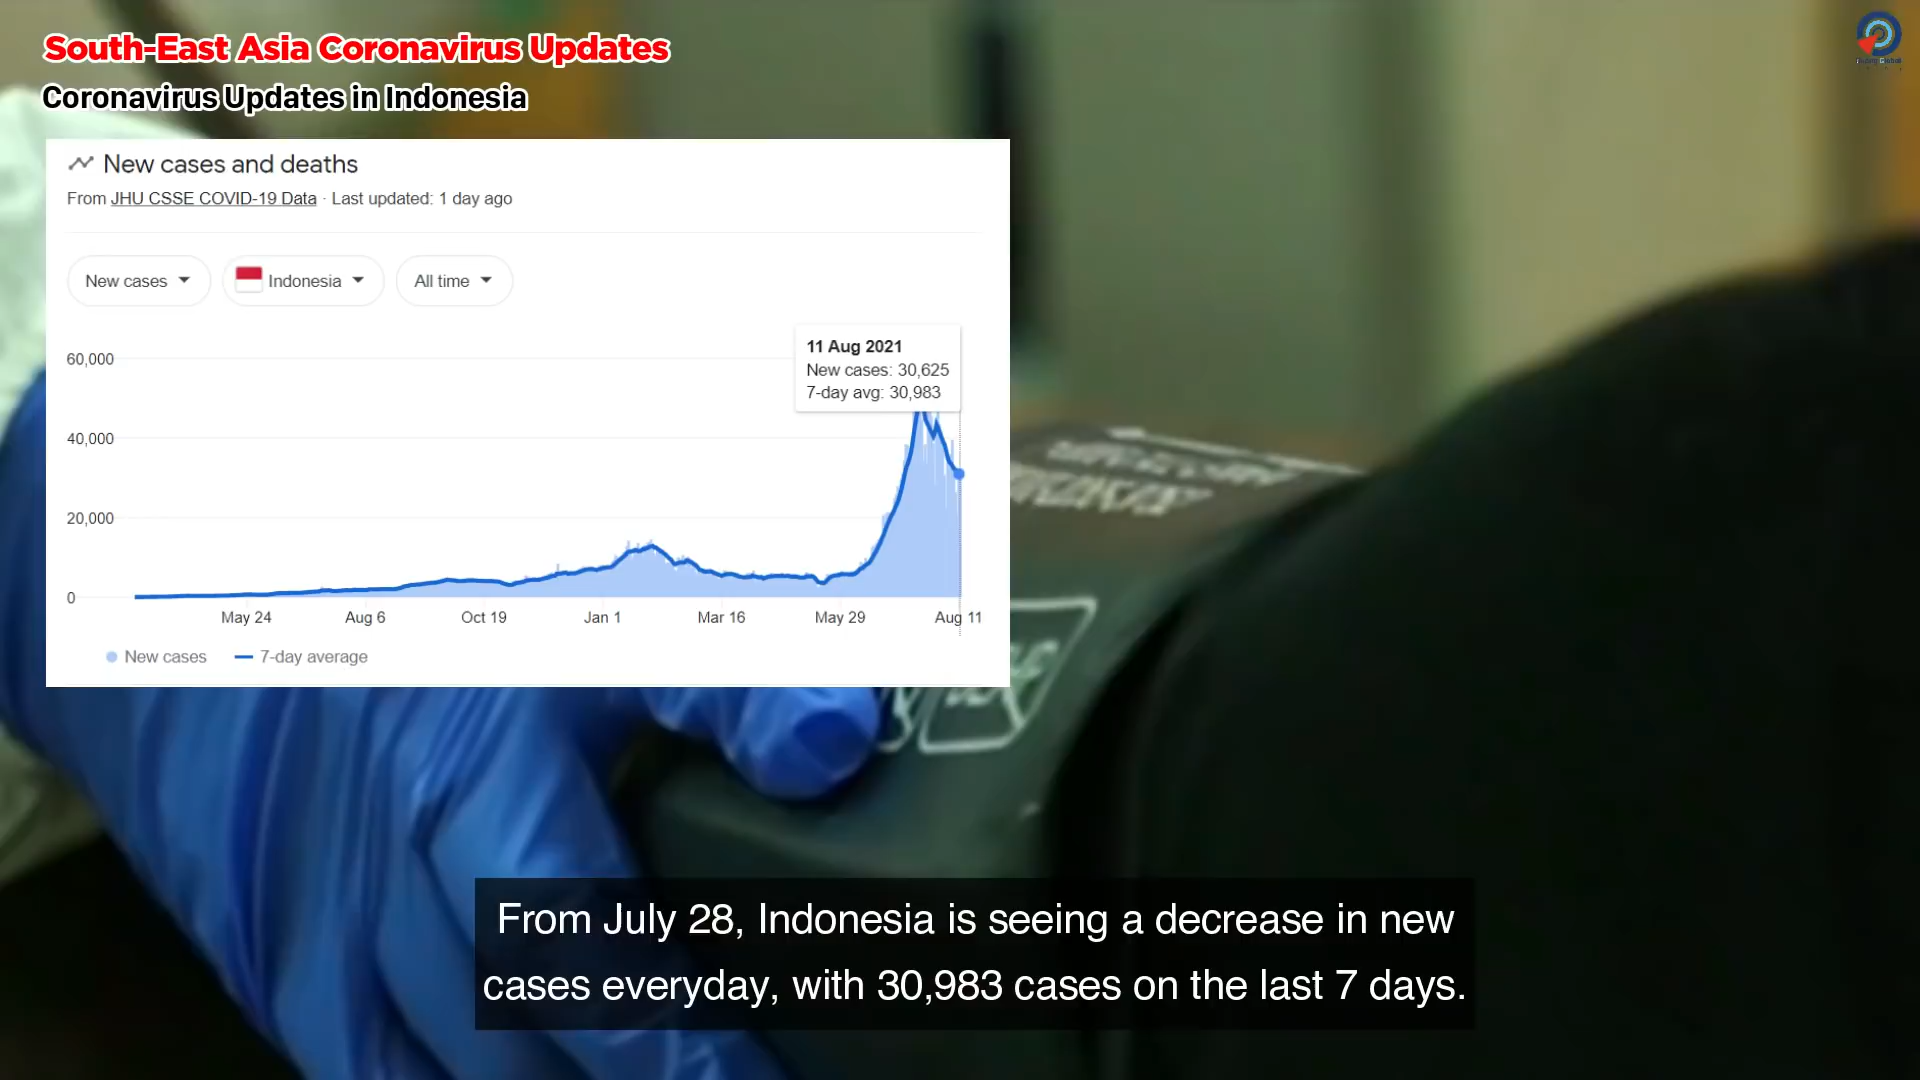 South-East Asia Coronavirus Updates
Coronavirus Updates in Indonesia
New cases and deaths
From JHU CSSE COVID-19 Data · Last updated: 1 day ago
New cases Indonesia All time
11 Aug 2021
New cases: 30,625
7-day avg: 30,983
60,000
40,000
20,000
0
May 24 Aug 6 Oct 19 Jan 1 Mar 16 May 29 Aug 11
New cases 7-day average
From July 28, Indonesia is seeing a decrease in new
cases everyday, with 30,983 cases on the last 7 days.